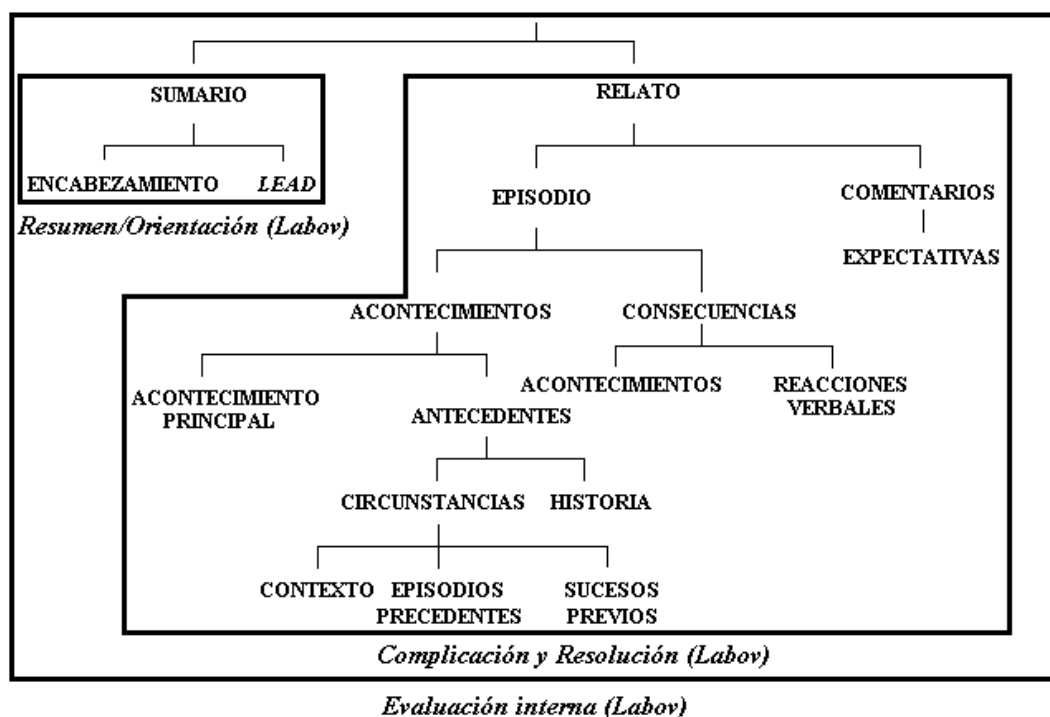 SUMARIO
RELATO
ENCABEZAMIENTO
LEAD
Resumen/Orientación (Labov)
EPISODIO
COMENTARIOS
EXPECTATIVAS
ACONTECIMIENTOS
CONSECUENCIAS
ACONTECIMIENTO
PRINCIPAL
ANTECEDENTES
ACONTECIMIENTOS
REACCIONES
VERBALES
CIRCUNSTANCIAS
HISTORIA
CONTEXTO
EPISODIOS
PRECEDENTES
SUCESOS
PREVIOS
Complicación y Resolución (Labov)
Evaluación interna (Labov)